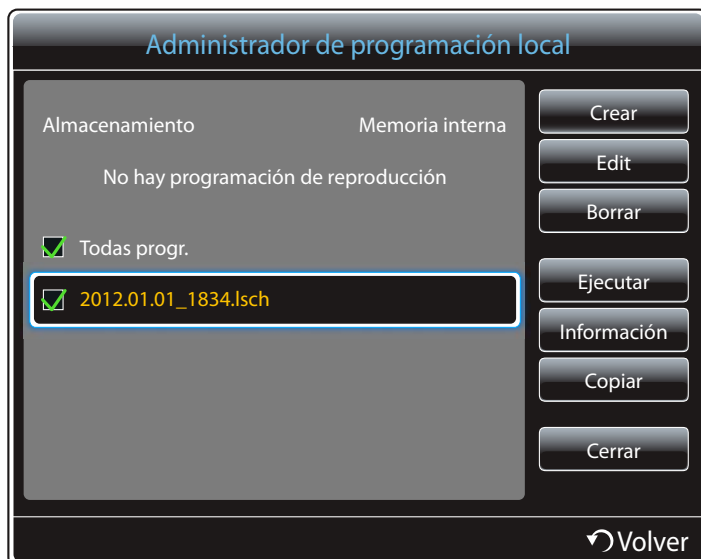 Administrador de programación local
Almacenamiento Memoria interna
No hay programación de reproducción
Todas progr.
2012.01.01_1834.lsch
Crear
Edit
Borrar
Ejecutar
Información
Copiar
Cerrar
Volver